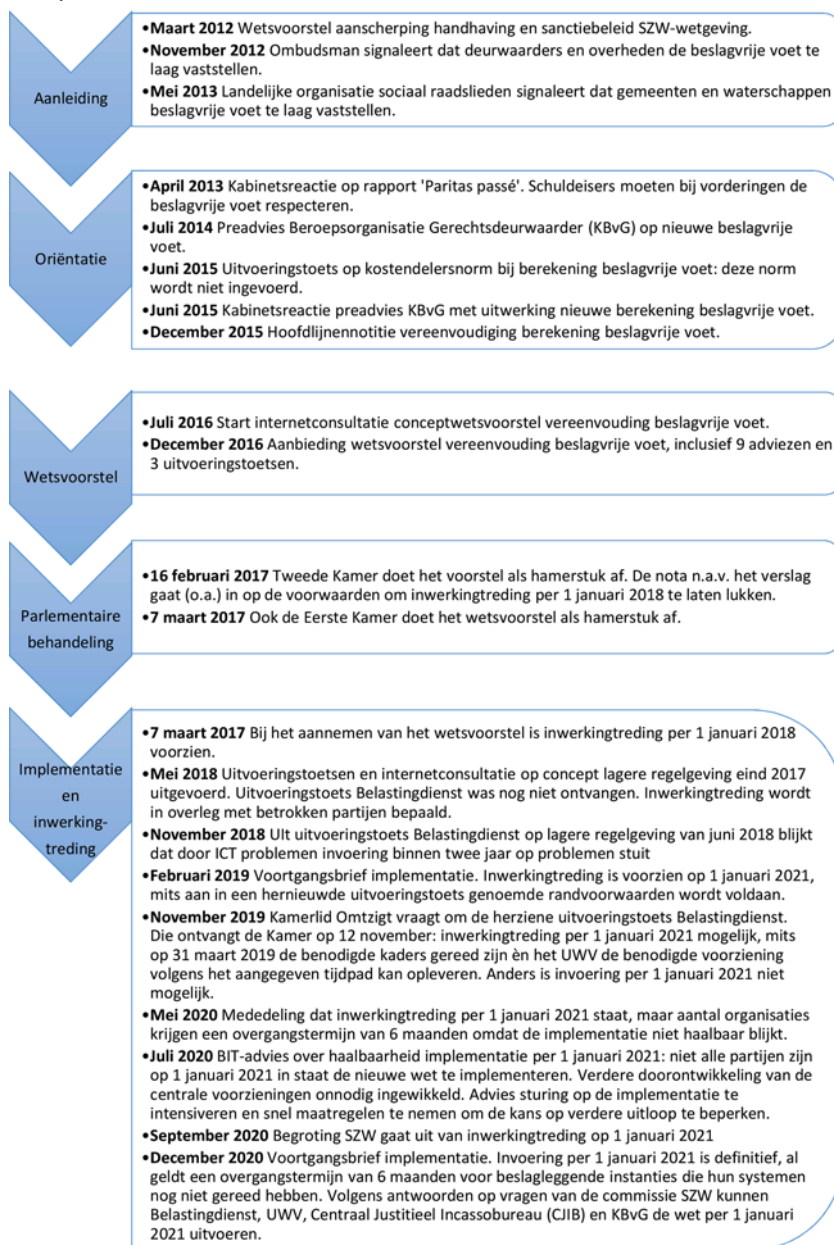 Aanleiding
•Maart 2012 Wetsvoorstel aanscherping handhaving en sanctiebeleid SZW-wetgeving.
•November 2012 Ombudsman signaleert dat deurwaarders en overheden de beslagvrije voet te
laag vaststellen.
•Mei 2013 Landelijke organisatie sociaal raadslieden signaleert dat gemeenten en waterschappen
beslagvrije voet te laag vaststellen.
Oriëntatie
•April 2013 Kabinetsreactie op rapport 'Paritas passé'. Schuldeisers moeten bij vorderingen de
beslagvrije voet respecteren.
•Juli 2014 Preadvies Beroepsorganisatie Gerechtsdeurwaarder (KBvG) op nieuwe beslagvrije
voet.
•Juni 2015 Uitvoeringstoets op kostendelersnorm bij berekening beslagvrije voet: deze norm
wordt niet ingevoerd.
•Juni 2015 Kabinetsreactie preadvies KBvG met uitwerking nieuwe berekening beslagvrije voet.
•December 2015 Hoofdlijnennotitie vereenvoudiging berekening beslagvrije voet.
Wetsvoorstel
•Juli 2016 Start internetconsultatie conceptwetsvoorstel vereenvouding beslagvrije voet.
•December 2016 Aanbieding wetsvoorstel vereenvouding beslagvrije voet, inclusief 9 adviezen en
3 uitvoeringstoetsen.
Parlementaire
behandeling
•16 februari 2017 Tweede Kamer doet het voorstel als hamerstuk af. De nota n.a.v. het verslag
gaat (o.a.) in op de voorwaarden om inwerkingtreding per 1 januari 2018 te laten lukken.
•7 maart 2017 Ook de Eerste Kamer doet het wetsvoorstel als hamerstuk af.
Implementatie
en
inwerking-
treding
•7 maart 2017 Bij het aannemen van het wetsvoorstel is inwerkingtreding per 1 januari 2018
voorzien.
•Mei 2018 Uitvoeringstoetsen en internetconsultatie op concept lagere regelgeving eind 2017
uitgevoerd. Uitvoeringstoets Belastingdienst was nog niet ontvangen. Inwerkingtreding wordt
in overleg met betrokken partijen bepaald.
•November 2018 UIt uitvoeringstoets Belastingdienst op lagere regelgeving van juni 2018 blijkt
dat door ICT problemen invoering binnen twee jaar op problemen stuit
•Februari 2019 Voortgangsbrief implementatie. Inwerkingtreding is voorzien op 1 januari 2021,
mits aan in een hernieuwde uitvoeringstoets genoemde randvoorwaarden wordt voldaan.
•November 2019 Kamerlid Omtzigt vraagt om de herziene uitvoeringstoets Belastingdienst.
Die ontvangt de Kamer op 12 november: inwerkingtreding per 1 januari 2021 mogelijk, mits
op 31 maart 2019 de benodigde kaders gereed zijn èn het UWV de benodigde voorziening
volgens het aangegeven tijdpad kan opleveren. Anders is invoering per 1 januari 2021 niet
mogelijk.
•Mei 2020 Mededeling dat inwerkingtreding per 1 januari 2021 staat, maar aantal organisaties
krijgen een overgangstermijn van 6 maanden omdat de implementatie niet haalbaar blijkt.
•Juli 2020 BIT-advies over haalbaarheid implementatie per 1 januari 2021: niet alle partijen zijn
op 1 januari 2021 in staat de nieuwe wet te implementeren. Verdere doorontwikkeling van de
centrale voorzieningen onnodig ingewikkeld. Advies sturing op de implementatie te
intensiveren en snel maatregelen te nemen om de kans op verdere uitloop te beperken.
•September 2020 Begroting SZW gaat uit van inwerkingtreding op 1 januari 2021
•December 2020 Voortgangsbrief implementatie. Invoering per 1 januari 2021 is definitief, al
geldt een overgangstermijn van 6 maanden voor beslagleggende instanties die hun systemen
nog niet gereed hebben. Volgens antwoorden op vragen van de commissie SZW kunnen
Belastingdienst, UWV, Centraal Justitieel Incassobureau (CJIB) en KBvG de wet per 1 januari
2021 uitvoeren.